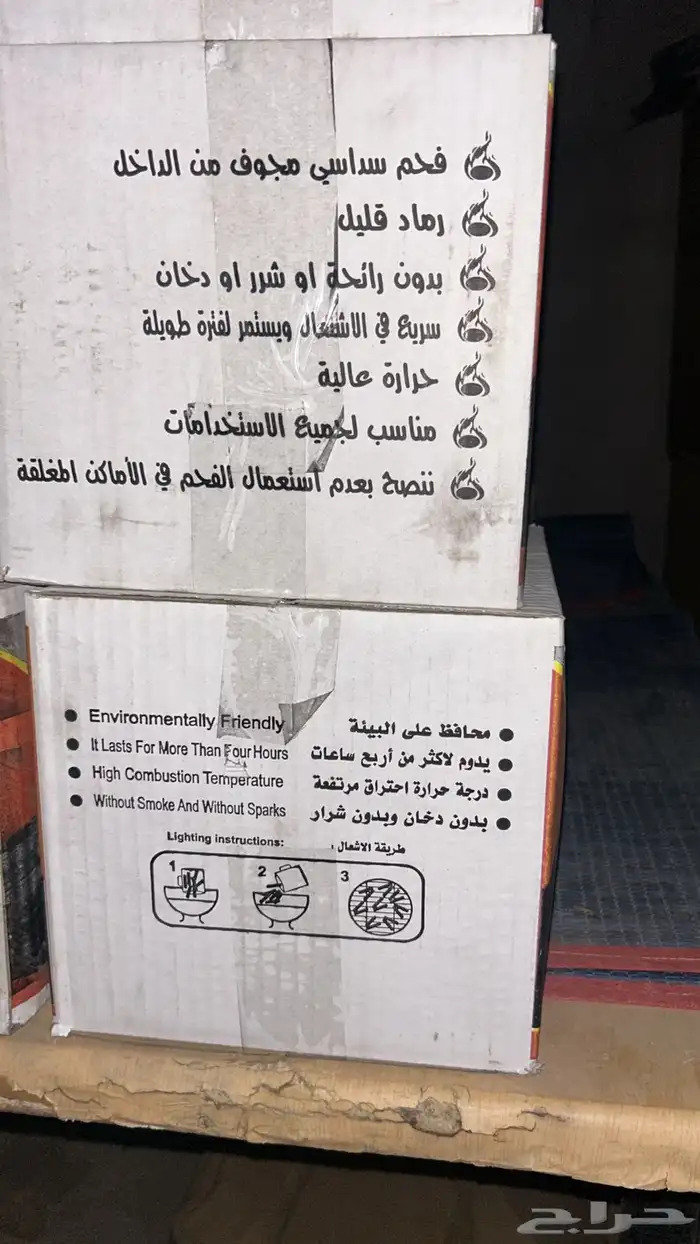 فحم سداسي مجوف من الداخل
رماد قليل
بدون رائحة او شرر او دخان
سريع في الاشتعال ويستمر لفترة طويلة
حرارة عالية
مناسب لجميع الاستخدامات
ننصح بعدم استعمال الفحم في الأماكن المغلقة
Environmentally Friendly
It Lasts For More Than Four Hours
High Combustion Temperature
Without Smoke And Without Sparks
محافظ على البيئة
يدوم لاكثر من أربع ساعات
درجة حرارة احتراق مرتفعة
بدون دخان وبدون شرار
Lighting instructions:
طريقة الاشعال :
1
2
3
حراج